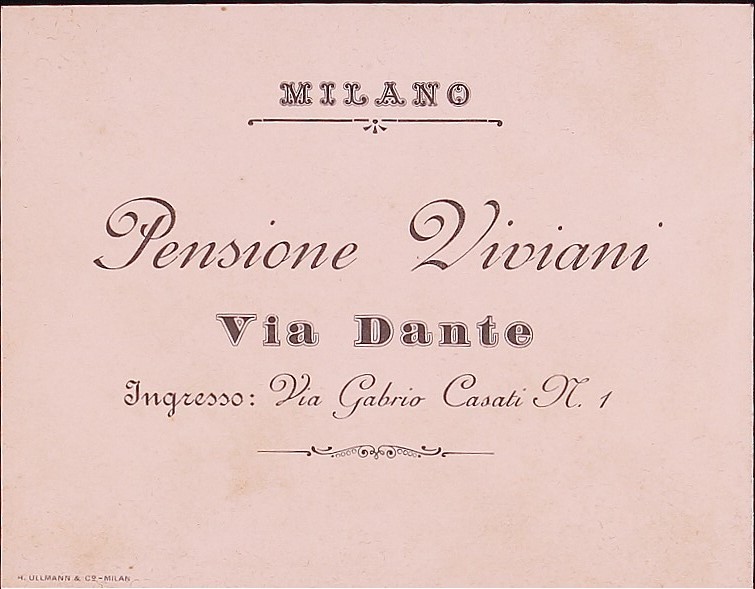 MILANO
Pensione Viviani
Via Dante
Ingresso: Via Gabrio Casati N. 1
H. ULLMANN & Cº - MILAN